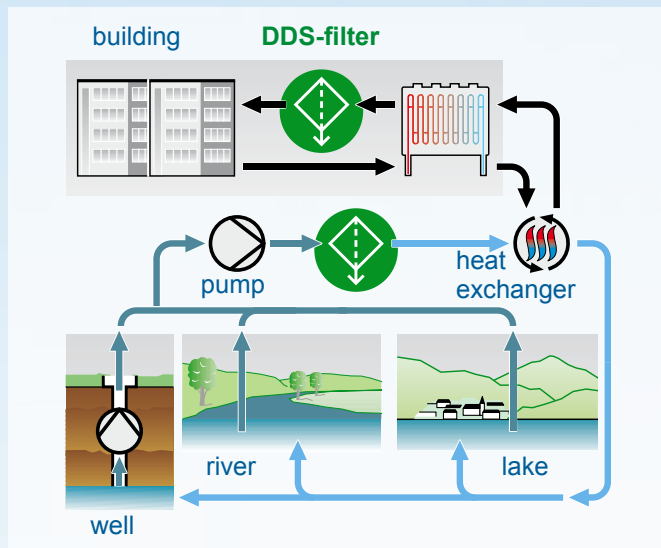 building
DDS-filter
pump
heat
exchanger
river
lake
well